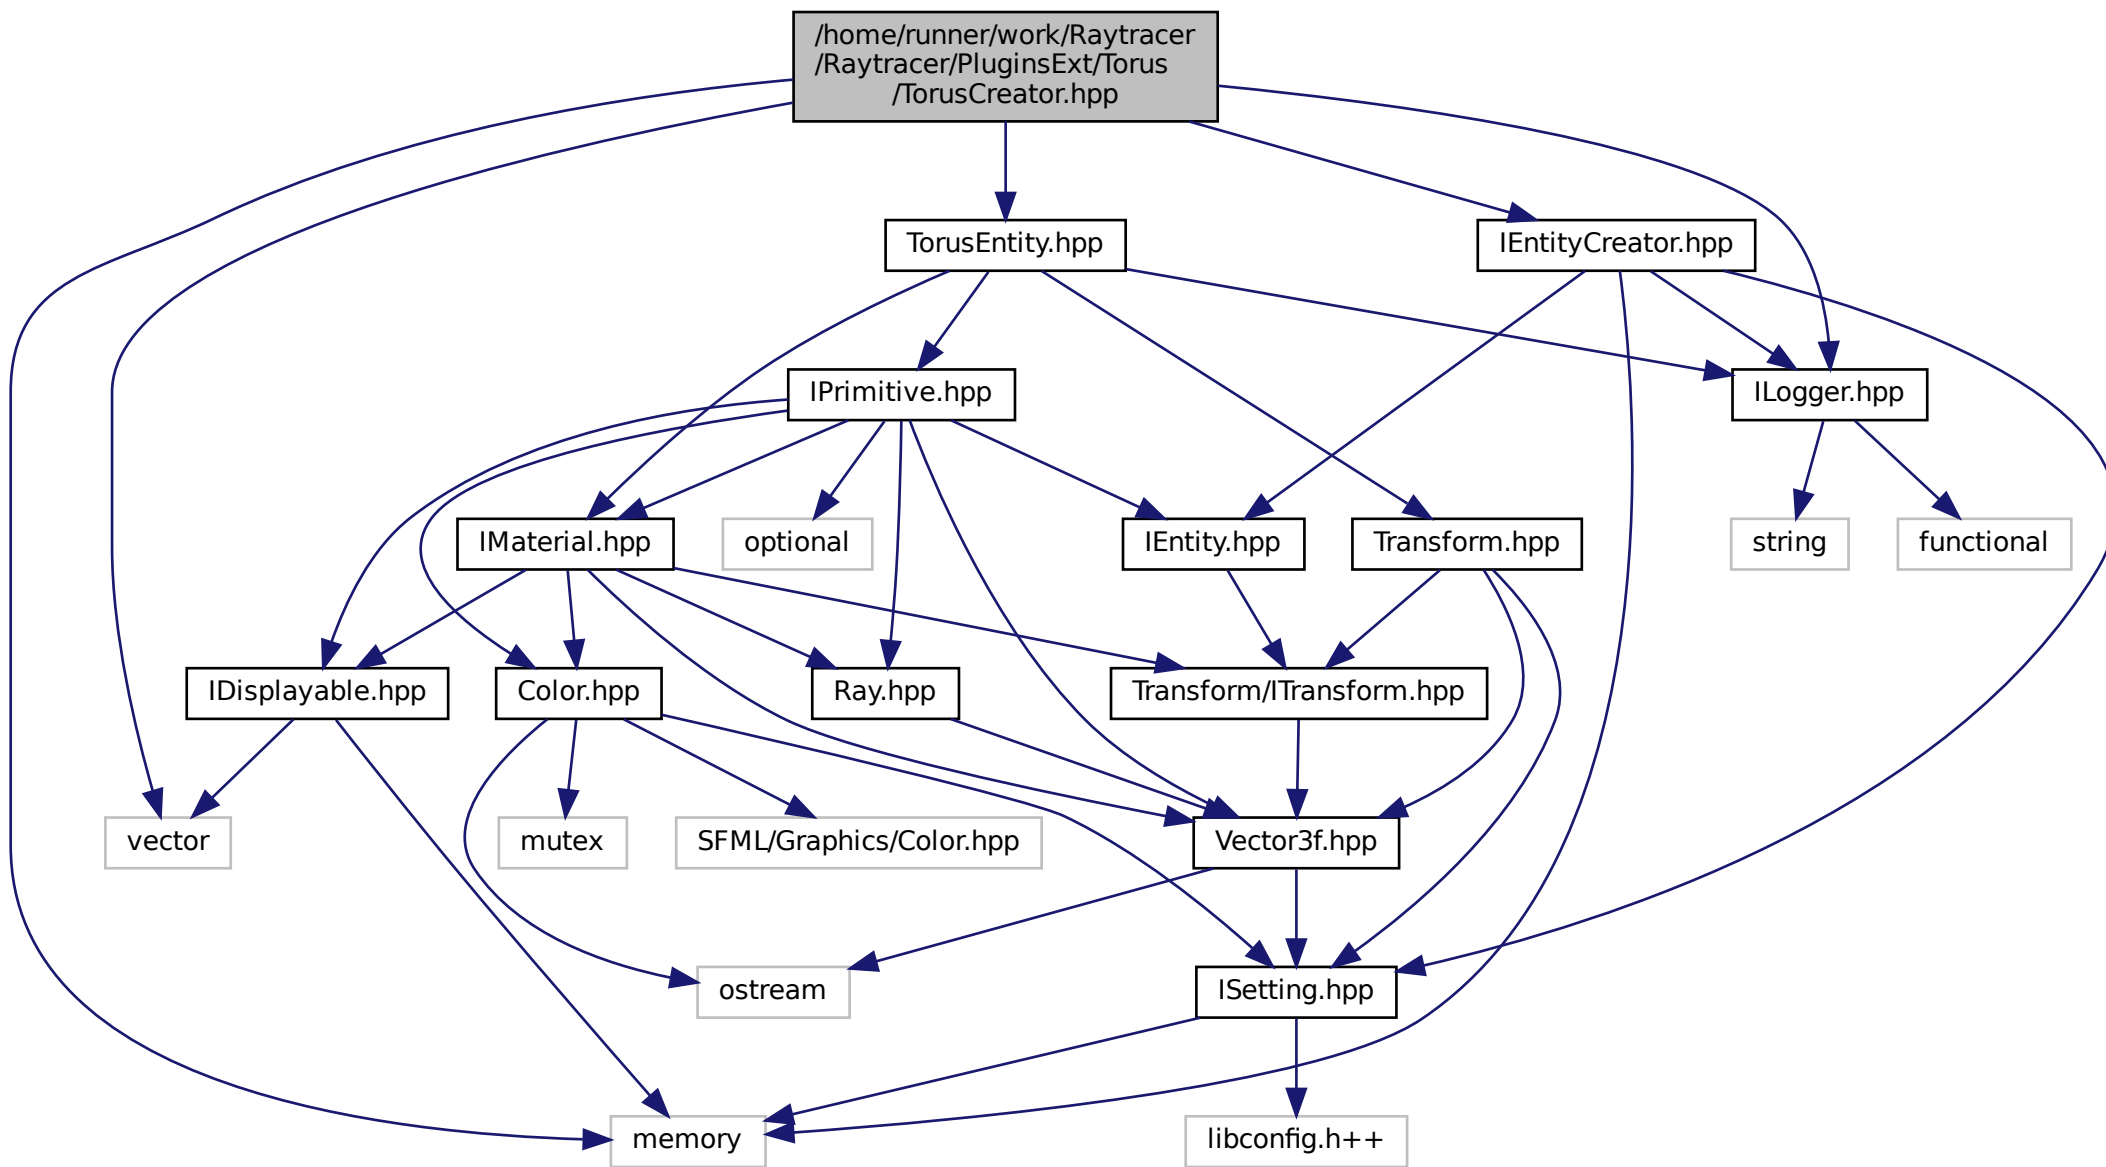 /home/runner/work/Raytracer
/Raytracer/PluginsExt/Torus
/TorusCreator.hpp
TorusEntity.hpp
IEntityCreator.hpp
IPrimitive.hpp
ILogger.hpp
IMaterial.hpp
optional
IEntity.hpp
Transform.hpp
string
functional
IDisplayable.hpp
Color.hpp
Ray.hpp
Transform/ITransform.hpp
vector
mutex
SFML/Graphics/Color.hpp
Vector3f.hpp
ostream
ISetting.hpp
memory
libconfig.h++